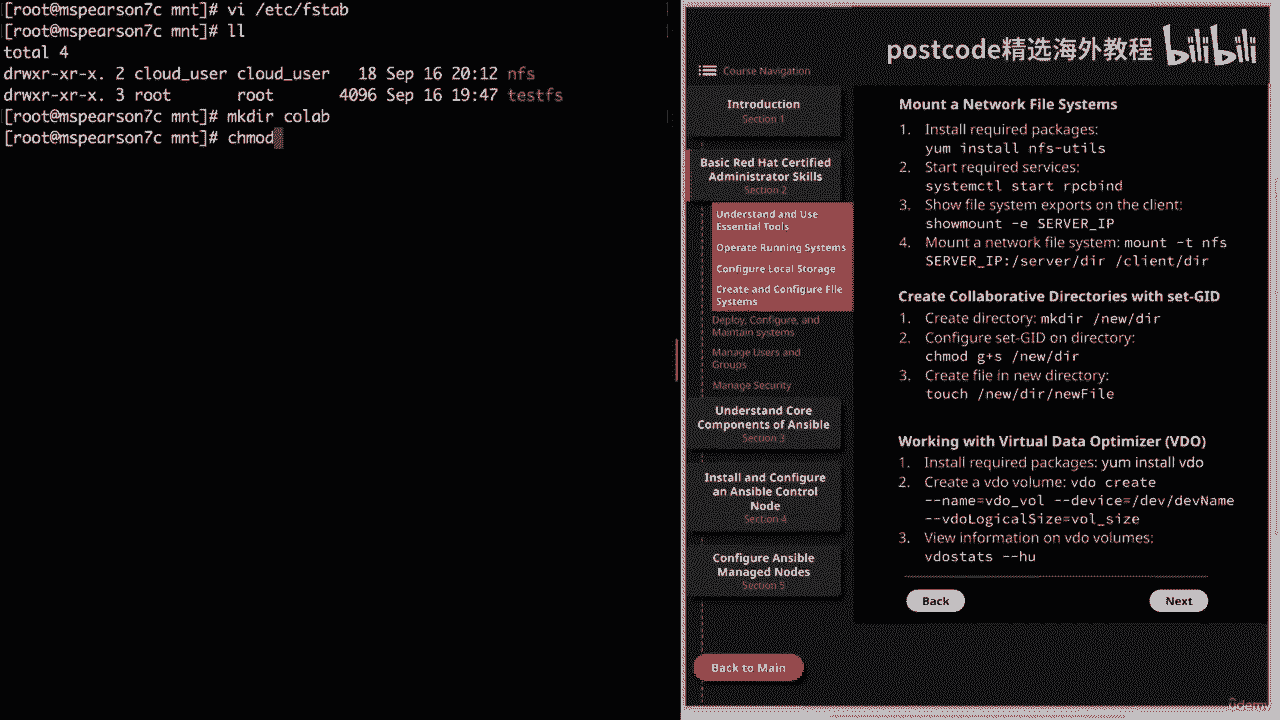 [root@mspearson7c mnt]# vi /etc/fstab
[root@mspearson7c mnt]# ll
total 4
drwxr-xr-x. 2 cloud_user cloud_user   18 Sep 16 20:12 nfs
drwxr-xr-x. 3 root       root       4096 Sep 16 19:47 testfs
[root@mspearson7c mnt]# mkdir colab
[root@mspearson7c mnt]# chmod
postcode精选海外教程 bilibili
Course Navigation
Introduction
Section 1
Basic Red Hat Certified
Administrator Skills
Section 2
Understand and Use
Essential Tools
Operate Running Systems
Configure Local Storage
Create and Configure File
Systems
Deploy, Configure, and
Maintain systems
Manage Users and
Groups
Manage Security
Understand Core
Components of Ansible
Section 3
Install and Configure
an Ansible Control
Node
Section 4
Configure Ansible
Managed Nodes
Section 5
Back to Main
Mount a Network File Systems
1. Install required packages:
yum install nfs-utils
2. Start required services:
systemctl start rpcbind
3. Show file system exports on the client:
showmount -e SERVER_IP
4. Mount a network file system: mount -t nfs
SERVER_IP:/server/dir /client/dir
Create Collaborative Directories with set-GID
1. Create directory: mkdir /new/dir
2. Configure set-GID on directory:
chmod g+s /new/dir
3. Create file in new directory:
touch /new/dir/newFile
Working with Virtual Data Optimizer (VDO)
1. Install required packages: yum install vdo
2. Create a vdo volume: vdo create
--name=vdo_vol --device=/dev/devName
--vdoLogicalSize=vol_size
3. View information on vdo volumes:
vdostats --hu
Back
Next
ûdemy